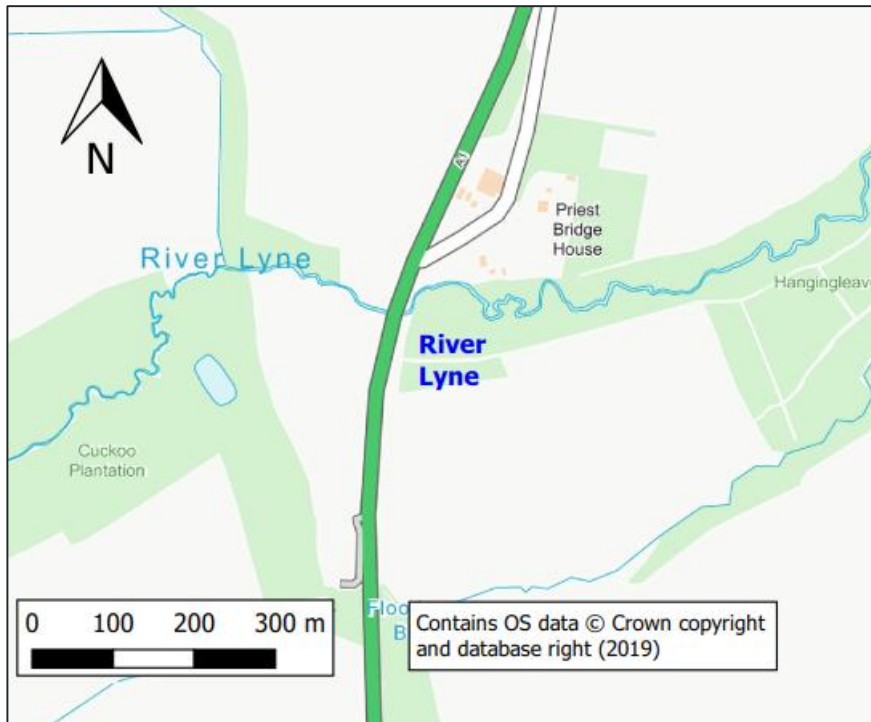 N
A1
River Lyne
Priest
Bridge
House
River
Lyne
Cuckoo
Plantation
0 100 200 300 m
Contains OS data © Crown copyright
and database right (2019)